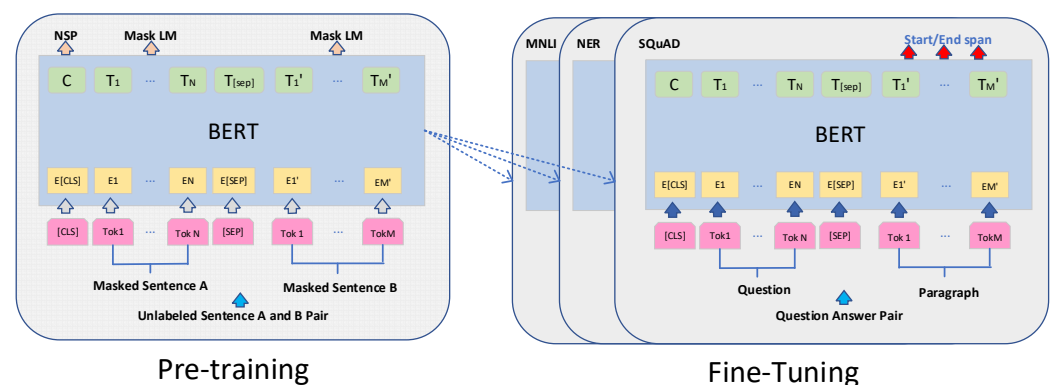 NSP Mask LM Mask LM
C T1 ... TN T[sep] T1' ... TM'
BERT
E[CLS] E1 ... EN E[SEP] E1' ... EM'
[CLS] Tok1 ... Tok N [SEP] Tok 1 ... TokM
Masked Sentence A Masked Sentence B
Unlabeled Sentence A and B Pair
Pre-training
MNLI NER SQuAD Start/End span
C T1 ... TN T[sep] T1' ... TM'
BERT
E[CLS] E1 ... EN E[SEP] E1' ... EM'
[CLS] Tok1 ... Tok N [SEP] Tok 1 ... TokM
Question Paragraph
Question Answer Pair
Fine-Tuning